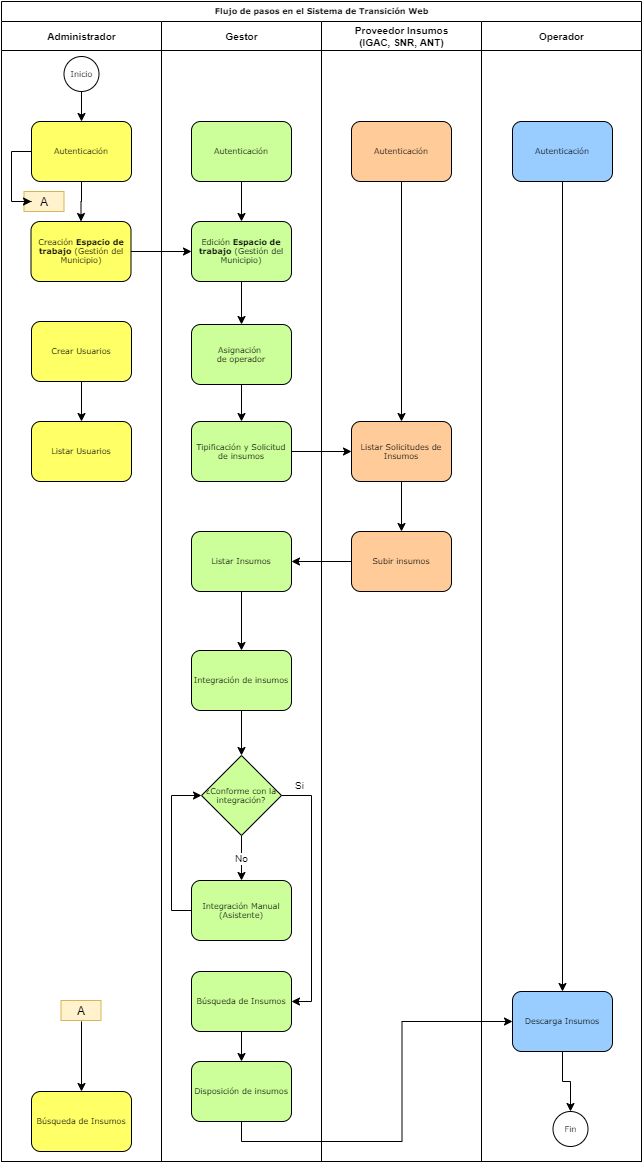 Flujo de pasos en el Sistema de Transición Web
Administrador
Gestor
Proveedor Insumos
(IGAC, SNR, ANT)
Operador
Inicio
Autenticación
Autenticación
Autenticación
Autenticación
A
Creación Espacio de
trabajo (Gestión del
Municipio)
Edición Espacio de
trabajo (Gestión del
Municipio)
Crear Usuarios
Asignación
de operador
Listar Usuarios
Tipificación y Solicitud
de insumos
Listar Solicitudes de
Insumos
Listar Insumos
Subir insumos
Integración de insumos
¿Conforme con la
integración?
Si
No
Integración Manual
(Asistente)
Búsqueda de Insumos
A
Descarga Insumos
Disposición de insumos
Búsqueda de Insumos
Fin